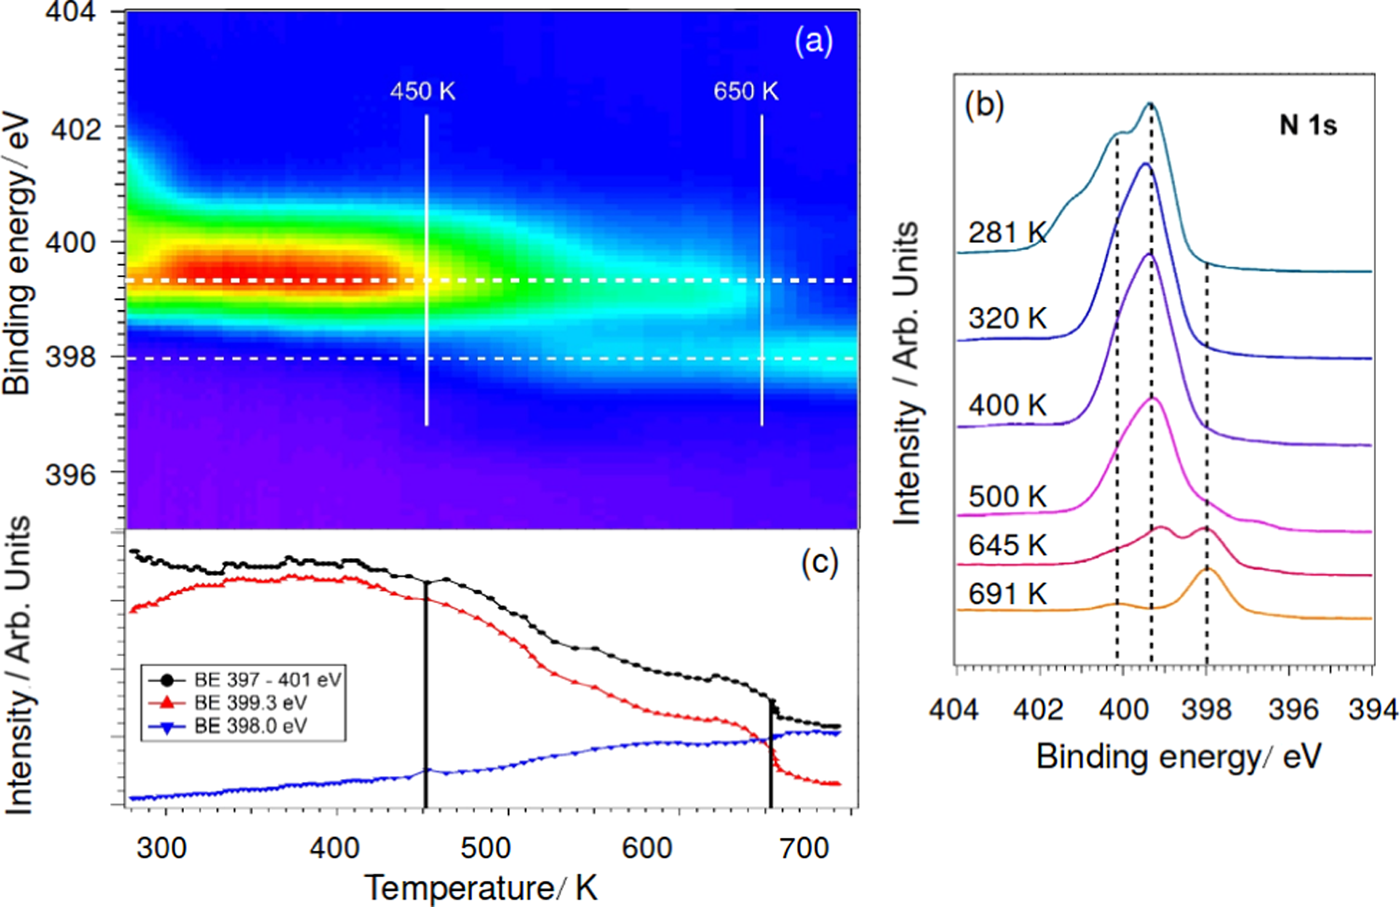 404
402
400
398
396
Binding energy/ eV
(a)
450 K
650 K
Intensity / Arb. Units
(c)
BE 397 - 401 eV
BE 399.3 eV
BE 398.0 eV
300 400 500 600 700
Temperature/ K
(b)
N 1s
281 K
320 K
400 K
500 K
645 K
691 K
Intensity / Arb. Units
404 402 400 398 396 394
Binding energy/ eV